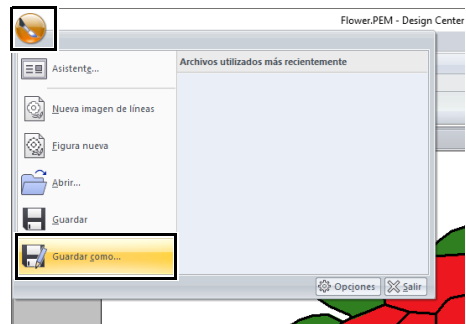 Flower.PEM - Design Center
Asistente...
Archivos utilizados más recientemente
Nueva imagen de líneas
Figura nueva
Abrir...
Guardar
Guardar como...
Opciones
Salir